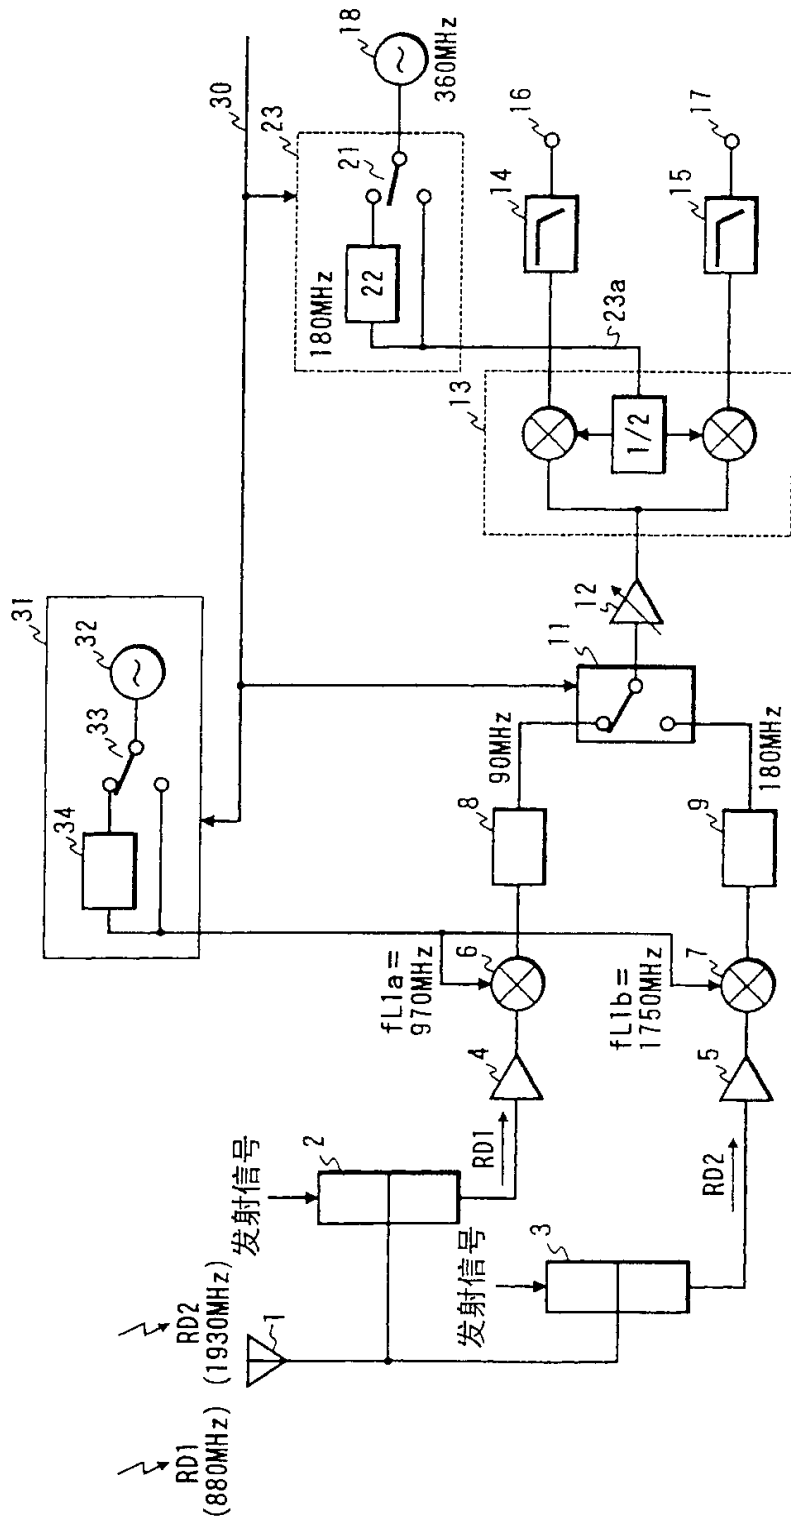 RD1
(880MHz)
RD2
(1930MHz)
1
发射信号
2
发射信号
3
RD1
4
RD2
5
fL1a=
970MHz
6
fL1b=
1750MHz
7
8
9
90MHz
180MHz
11
12
13
1/2
31
32
33
34
30
23
180MHz
22
21
18
360MHz
23a
14
16
15
17